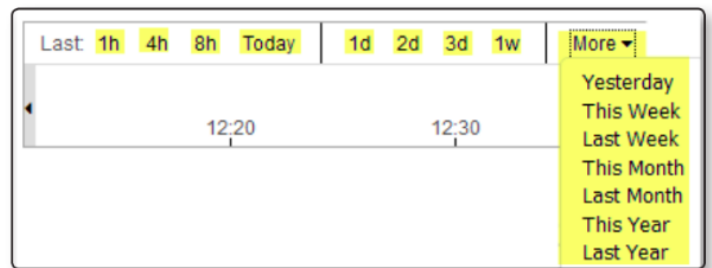 Last: 1h 4h 8h Today 1d 2d 3d 1w More
Yesterday
This Week
12:20 12:30
Last Week
This Month
Last Month
This Year
Last Year